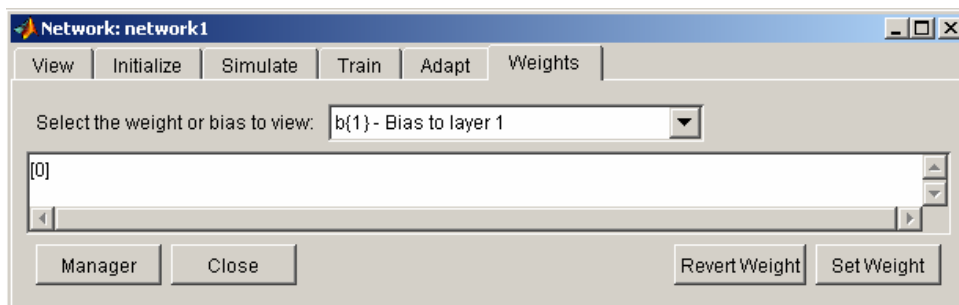 Network: network1
View Initialize Simulate Train Adapt Weights
Select the weight or bias to view: b{1} - Bias to layer 1
[0]
Manager Close Revert Weight Set Weight